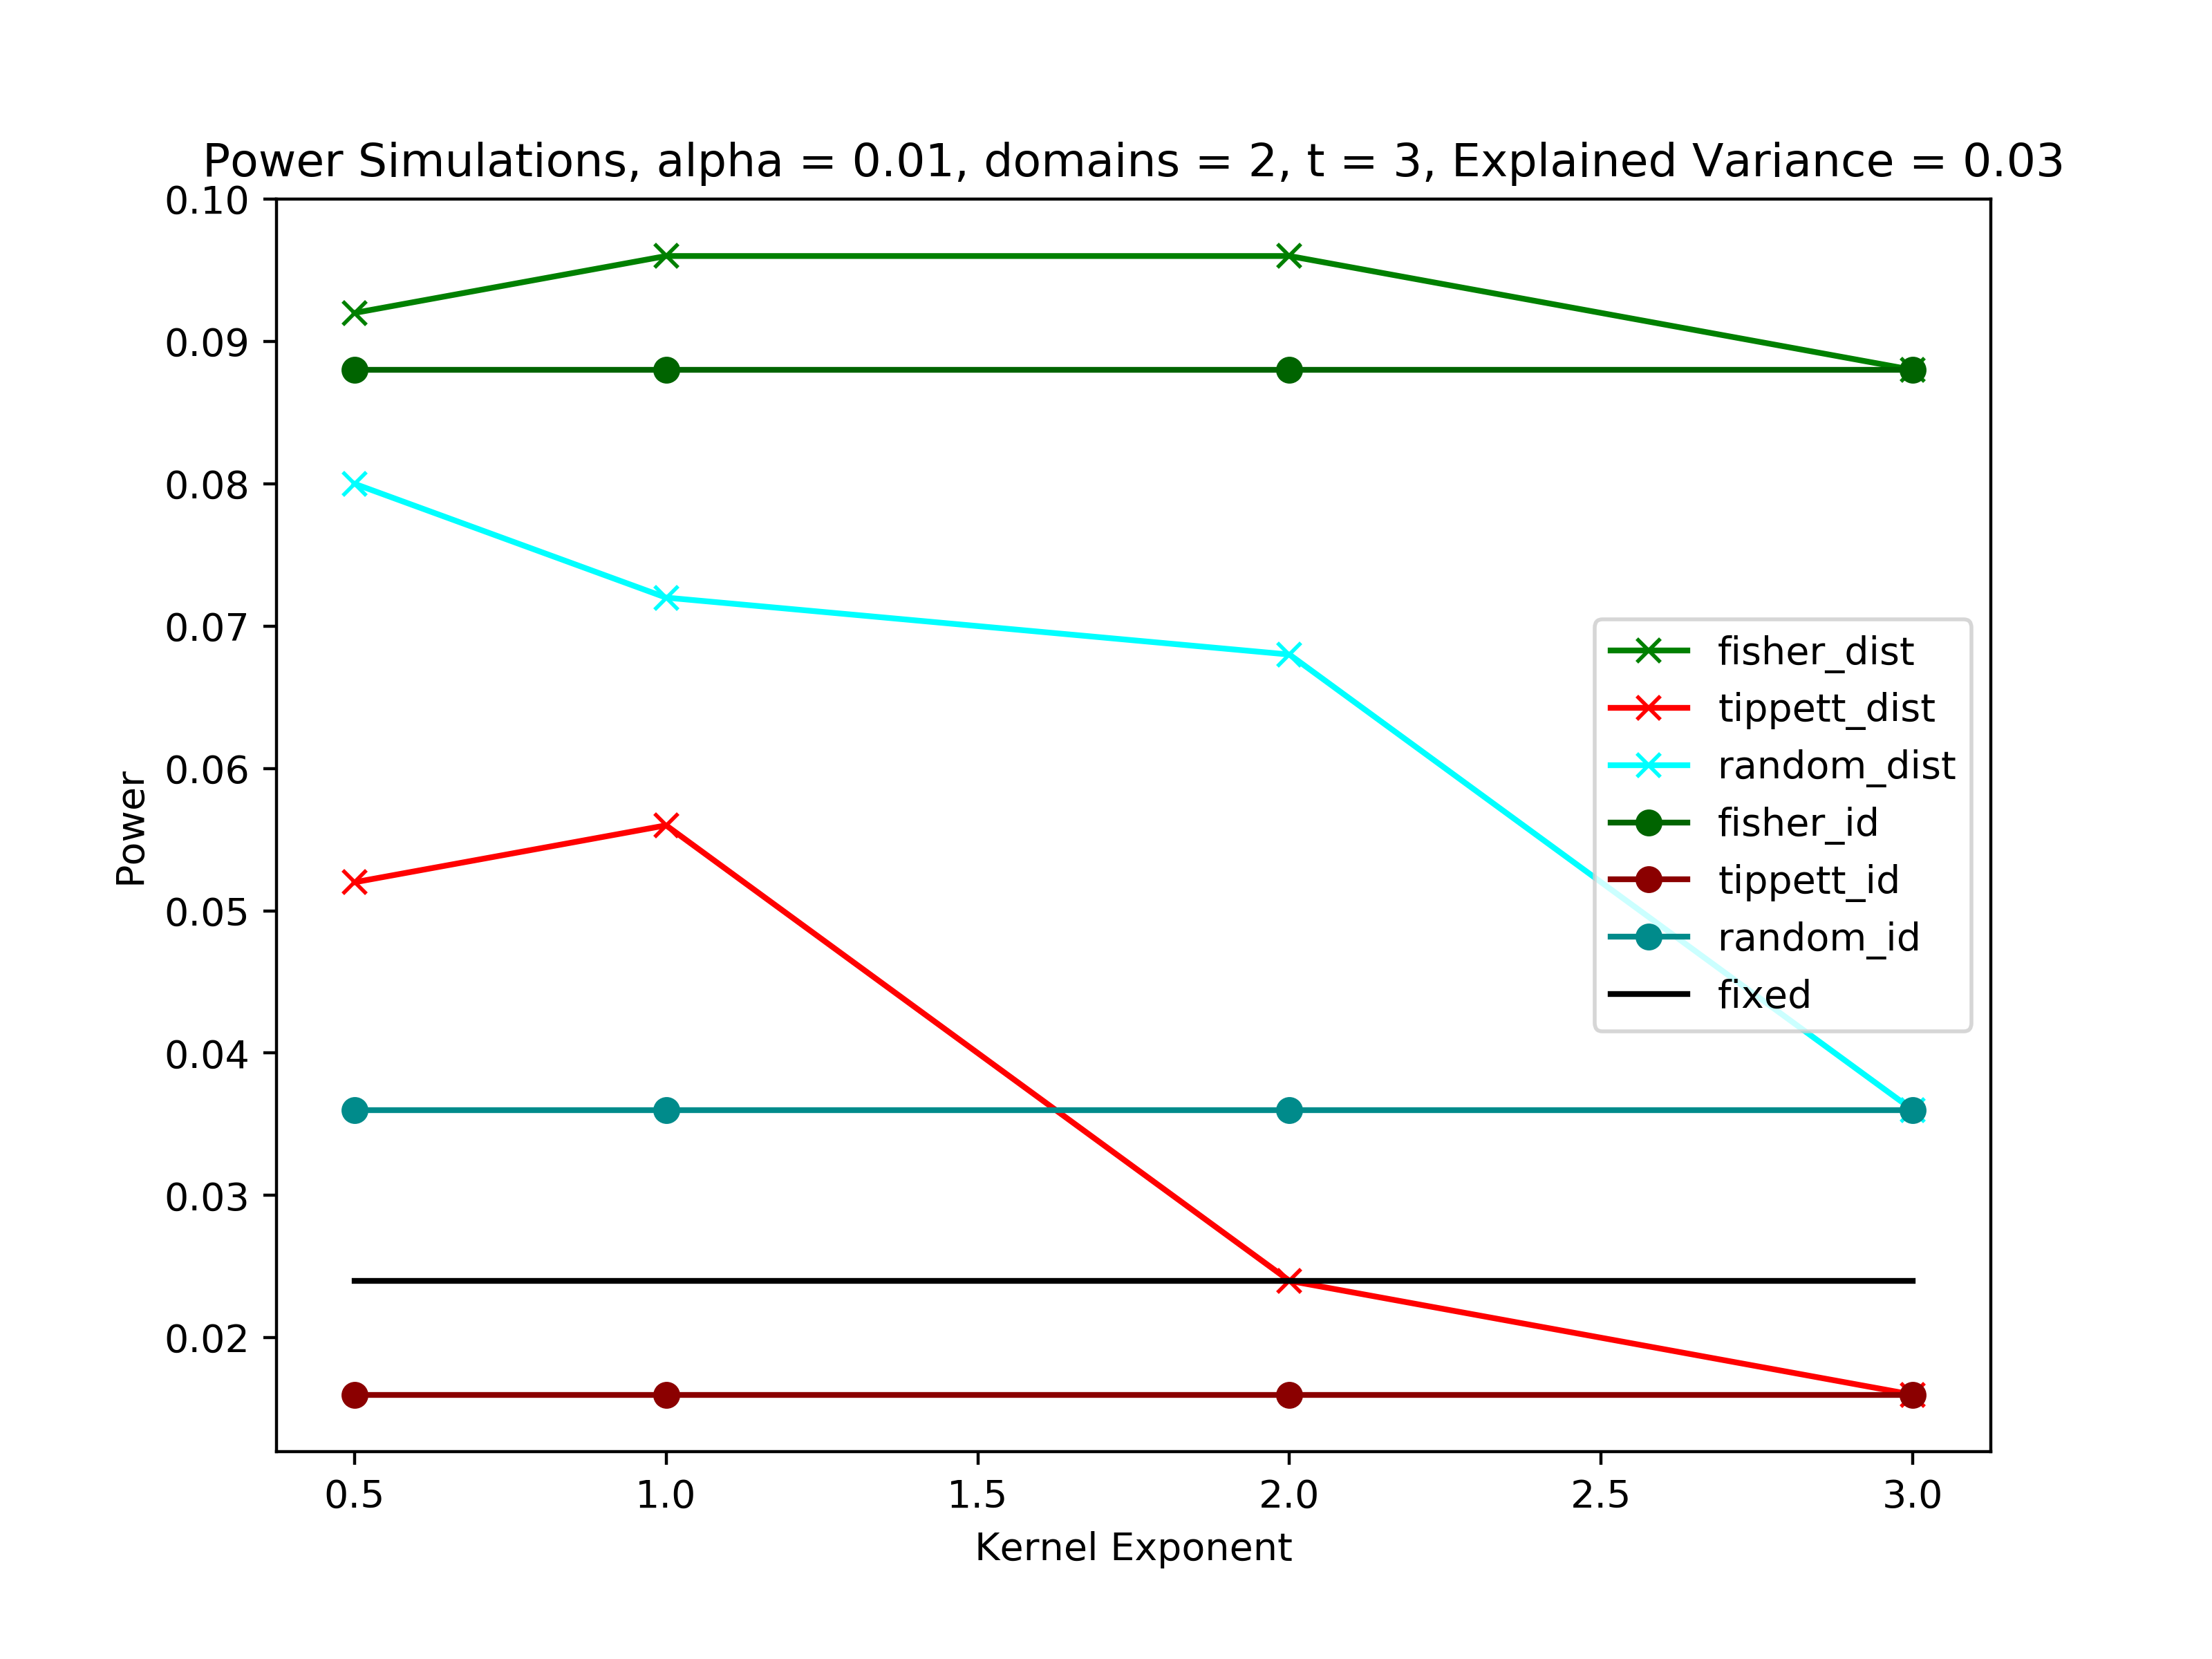 Power Simulations, alpha = 0.01, domains = 2, t = 3, Explained Variance = 0.03
0.10
0.09
0.08
0.07
0.06
0.05
0.04
0.03
0.02
Power
fisher_dist
tippett_dist
random_dist
fisher_id
tippett_id
random_id
fixed
0.5 1.0 1.5 2.0 2.5 3.0
Kernel Exponent